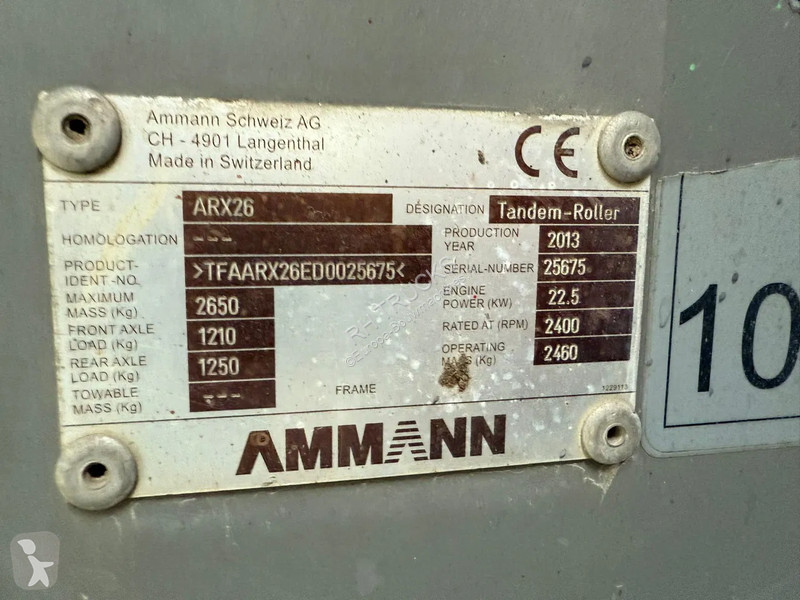 Ammann Schweiz AG
CH - 4901 Langenthal
Made in Switzerland
CE
TYPE ARX26
DÉSIGNATION Tandem-Roller
HOMOLOGATION ---
PRODUCTION YEAR 2013
PRODUCT-IDENT-NO. >TFAARX26ED0025675<
SERIAL-NUMBER 25675
MAXIMUM MASS (Kg) 2650
ENGINE POWER (KW) 22.5
FRONT AXLE LOAD (Kg) 1210
RATED AT (RPM) 2400
REAR AXLE LOAD (Kg) 1250
OPERATING MASS (Kg) 2460
TOWABLE MASS (Kg) ---
FRAME
AMMANN
10